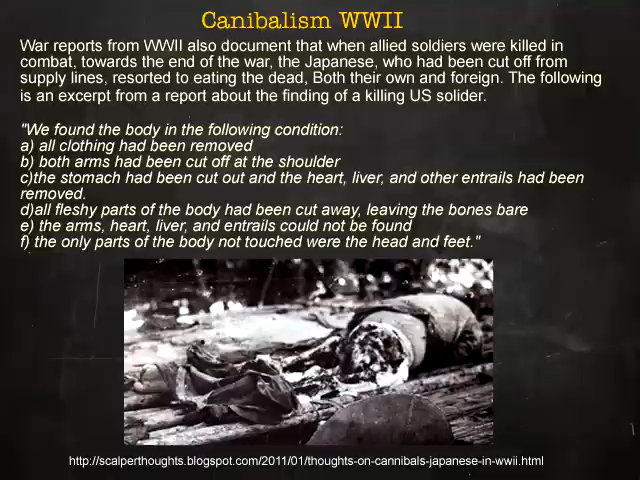 Canibalism WWII
War reports from WWII also document that when allied soldiers were killed in
combat, towards the end of the war, the Japanese, who had been cut off from
supply lines, resorted to eating the dead, Both their own and foreign. The following
is an excerpt from a report about the finding of a killing US solider.
"We found the body in the following condition:
a) all clothing had been removed
b) both arms had been cut off at the shoulder
c)the stomach had been cut out and the heart, liver, and other entrails had been
removed.
d)all fleshy parts of the body had been cut away, leaving the bones bare
e) the arms, heart, liver, and entrails could not be found
f) the only parts of the body not touched were the head and feet."
http://scalperthoughts.blogspot.com/2011/01/thoughts-on-cannibals-japanese-in-wwii.html